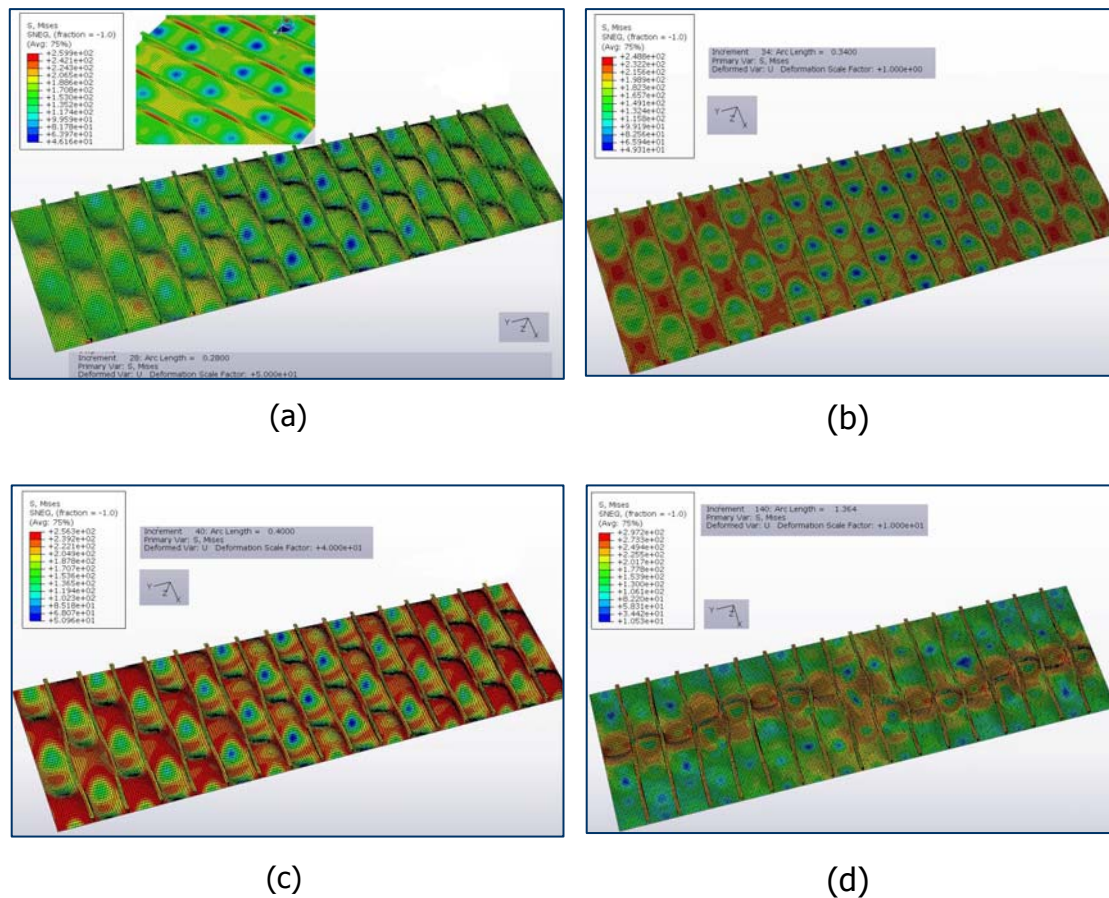 S, Mises
SNEG, (fraction = -1.0)
(Avg: 75%)
+2.599e+02
+2.421e+02
+2.243e+02
+2.065e+02
+1.886e+02
+1.708e+02
+1.530e+02
+1.352e+02
+1.174e+02
+9.959e+01
+8.178e+01
+6.397e+01
+4.616e+01
Y
Z
X
Increment 28: Arc Length = 0.2800
Primary Var: S, Mises
Deformed Var: U Deformation Scale Factor: +5.000e+01
(a)
S, Mises
SNEG, (fraction = -1.0)
(Avg: 75%)
+2.488e+02
+2.322e+02
+2.156e+02
+1.989e+02
+1.823e+02
+1.657e+02
+1.491e+02
+1.324e+02
+1.158e+02
+9.919e+01
+8.256e+01
+6.594e+01
+4.931e+01
Increment 34: Arc Length = 0.3400
Primary Var: S, Mises
Deformed Var: U Deformation Scale Factor: +1.000e+00
Y
Z
X
(b)
S, Mises
SNEG, (fraction = -1.0)
(Avg: 75%)
+2.563e+02
+2.392e+02
+2.221e+02
+2.049e+02
+1.878e+02
+1.707e+02
+1.536e+02
+1.365e+02
+1.194e+02
+1.023e+02
+8.518e+01
+6.807e+01
+5.096e+01
Increment 40: Arc Length = 0.4000
Primary Var: S, Mises
Deformed Var: U Deformation Scale Factor: +4.000e+01
Y
Z
X
(c)
S, Mises
SNEG, (fraction = -1.0)
(Avg: 75%)
+2.972e+02
+2.733e+02
+2.494e+02
+2.255e+02
+2.017e+02
+1.778e+02
+1.539e+02
+1.300e+02
+1.061e+02
+8.220e+01
+5.831e+01
+3.442e+01
+1.053e+01
Increment 140: Arc Length = 1.364
Primary Var: S, Mises
Deformed Var: U Deformation Scale Factor: +1.000e+01
Y
Z
X
(d)